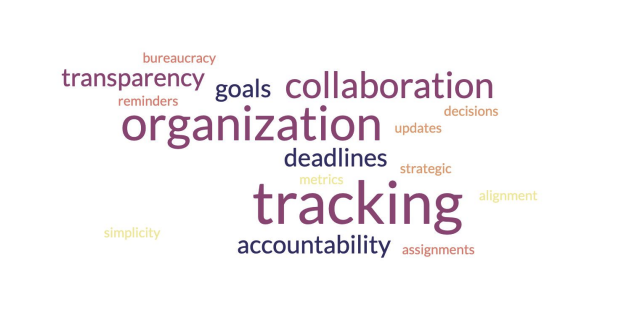 bureaucracy
transparency
goals
collaboration
reminders
decisions
organization
updates
deadlines
strategic
metrics
alignment
tracking
simplicity
accountability
assignments